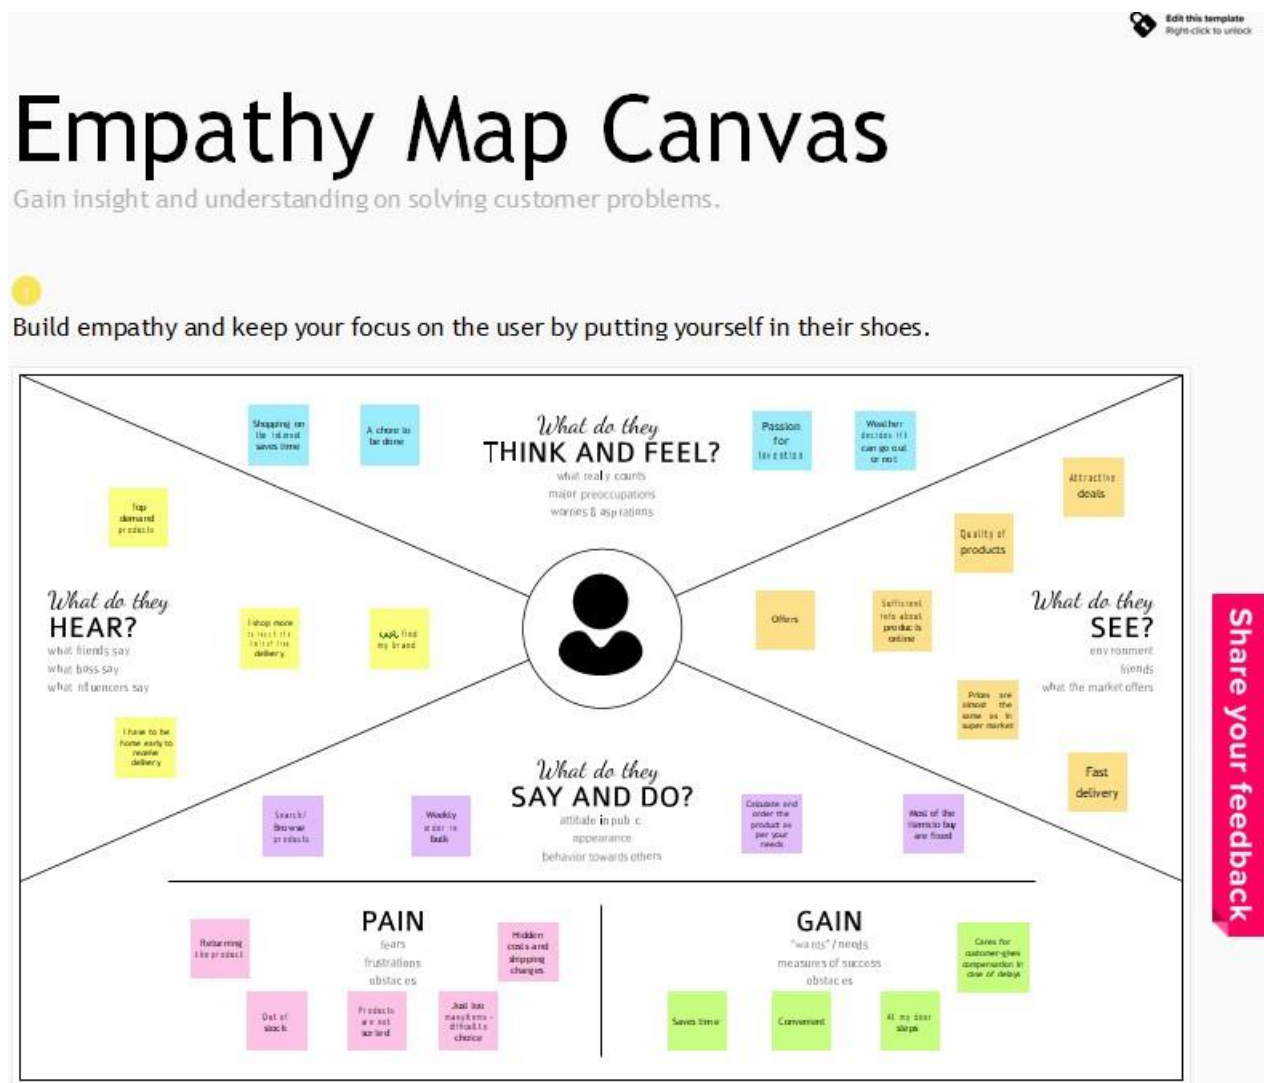 Edit this template
Right-click to unlock
Empathy Map Canvas
Gain insight and understanding on solving customer problems.
Build empathy and keep your focus on the user by putting yourself in their shoes.
Shopping on
the internet
saves time
A chore to
be done
What do they
THINK AND FEEL?
what really counts
major preoccupations
worries & aspirations
Passion
for
Weather
decides if I
can go out
or not
Top
demand
products
What do they
HEAR?
what friends say
what boss say
what influencers say
I shop more
to reach the
limit of free
delivery
find
my brand
I have to be
home early to
receive
delivery
Attractive
deals
Quality of
products
Offers
Sufficient
info about
products
online
What do they
SEE?
environment
friends
what the market offers
Prices are
almost the
same as in
super market
Fast
delivery
What do they
SAY AND DO?
attitude in public
appearance
behavior towards others
Search/
Browse
products
Weekly
order in
bulk
Calculate and
order the
product as
per your
needs
Most of the
items to buy
are fixed
PAIN
fears
frustrations
obstacles
Returning
the product
Hidden
costs and
shipping
charges
Out of
stock
Products
are not
sorted
Just too
many items -
difficult to
choice
GAIN
"wants" / needs
measures of success
obstacles
Cares for
customer-gives
compensation in
case of delays
Saves time
Convenient
At my door
steps
Share your feedback